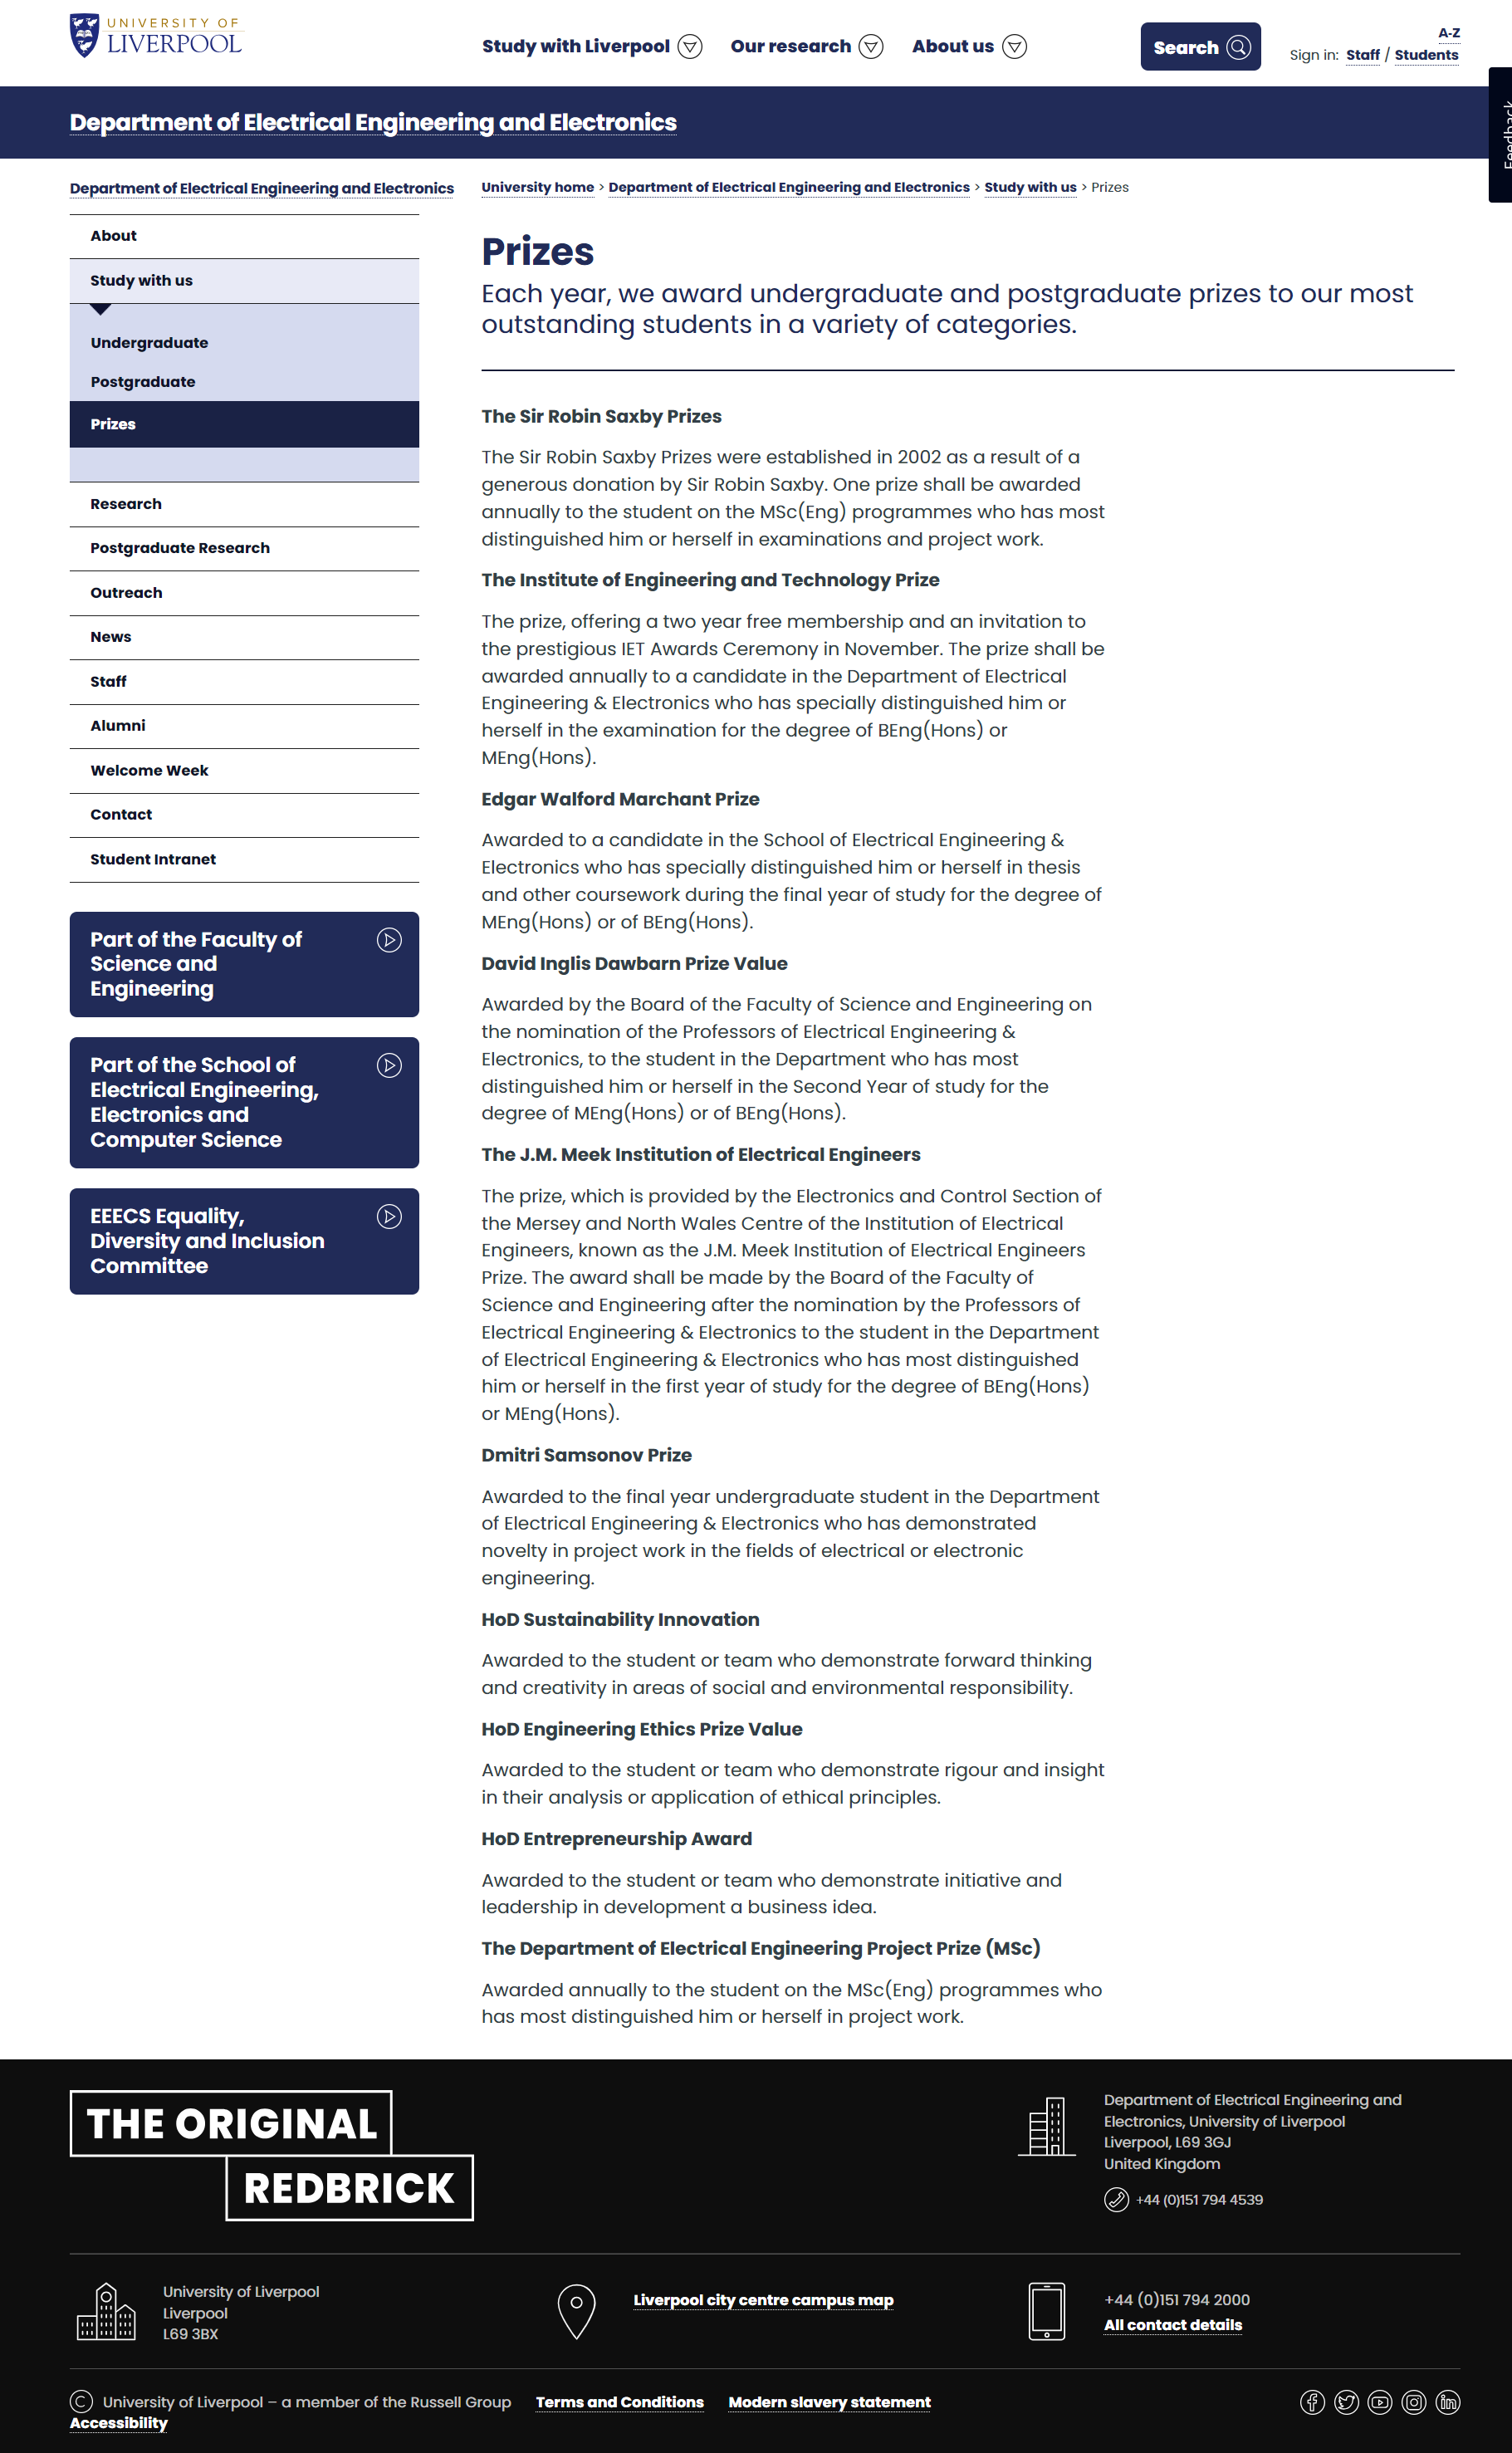 UNIVERSITY OF
LIVERPOOL
Study with Liverpool
Our research
About us
Search
A-Z
Sign in: Staff / Students
Feedback
Department of Electrical Engineering and Electronics
Department of Electrical Engineering and Electronics
About
Study with us
Undergraduate
Postgraduate
Prizes
Research
Postgraduate Research
Outreach
News
Staff
Alumni
Welcome Week
Contact
Student Intranet
Part of the Faculty of
Science and
Engineering
Part of the School of
Electrical Engineering,
Electronics and
Computer Science
EEECS Equality,
Diversity and Inclusion
Committee
University home > Department of Electrical Engineering and Electronics > Study with us > Prizes
Prizes
Each year, we award undergraduate and postgraduate prizes to our most
outstanding students in a variety of categories.
The Sir Robin Saxby Prizes
The Sir Robin Saxby Prizes were established in 2002 as a result of a
generous donation by Sir Robin Saxby. One prize shall be awarded
annually to the student on the MSc(Eng) programmes who has most
distinguished him or herself in examinations and project work.
The Institute of Engineering and Technology Prize
The prize, offering a two year free membership and an invitation to
the prestigious IET Awards Ceremony in November. The prize shall be
awarded annually to a candidate in the Department of Electrical
Engineering & Electronics who has specially distinguished him or
herself in the examination for the degree of BEng(Hons) or
MEng(Hons).
Edgar Walford Marchant Prize
Awarded to a candidate in the School of Electrical Engineering &
Electronics who has specially distinguished him or herself in thesis
and other coursework during the final year of study for the degree of
MEng(Hons) or of BEng(Hons).
David Inglis Dawbarn Prize Value
Awarded by the Board of the Faculty of Science and Engineering on
the nomination of the Professors of Electrical Engineering &
Electronics, to the student in the Department who has most
distinguished him or herself in the Second Year of study for the
degree of MEng(Hons) or of BEng(Hons).
The J.M. Meek Institution of Electrical Engineers
The prize, which is provided by the Electronics and Control Section of
the Mersey and North Wales Centre of the Institution of Electrical
Engineers, known as the J.M. Meek Institution of Electrical Engineers
Prize. The award shall be made by the Board of the Faculty of
Science and Engineering after the nomination by the Professors of
Electrical Engineering & Electronics to the student in the Department
of Electrical Engineering & Electronics who has most distinguished
him or herself in the first year of study for the degree of BEng(Hons)
or MEng(Hons).
Dmitri Samsonov Prize
Awarded to the final year undergraduate student in the Department
of Electrical Engineering & Electronics who has demonstrated
novelty in project work in the fields of electrical or electronic
engineering.
HoD Sustainability Innovation
Awarded to the student or team who demonstrate forward thinking
and creativity in areas of social and environmental responsibility.
HoD Engineering Ethics Prize Value
Awarded to the student or team who demonstrate rigour and insight
in their analysis or application of ethical principles.
HoD Entrepreneurship Award
Awarded to the student or team who demonstrate initiative and
leadership in development a business idea.
The Department of Electrical Engineering Project Prize (MSc)
Awarded annually to the student on the MSc(Eng) programmes who
has most distinguished him or herself in project work.
THE ORIGINAL
REDBRICK
Department of Electrical Engineering and
Electronics, University of Liverpool
Liverpool, L69 3GJ
United Kingdom
+44 (0)151 794 4539
University of Liverpool
Liverpool
L69 3BX
Liverpool city centre campus map
+44 (0)151 794 2000
All contact details
© University of Liverpool – a member of the Russell Group
Terms and Conditions
Modern slavery statement
Accessibility